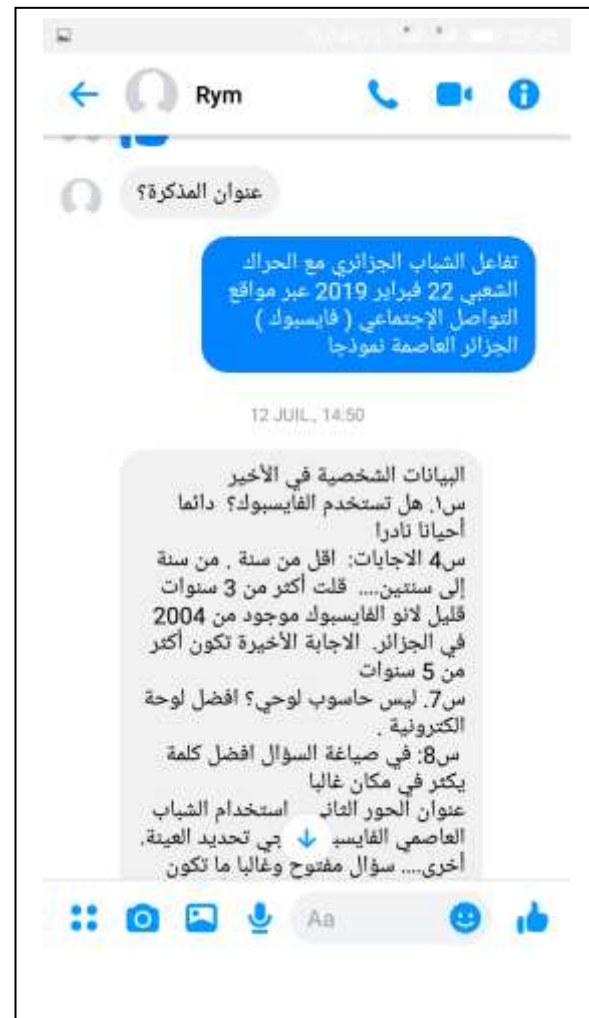 Rym
عنوان المذكرة؟
تفاعل الشباب الجزائري مع الحراك
الشعبي 22 فبراير 2019 عبر مواقع
التواصل الإجتماعي ( فايسبوك )
الجزائر العاصمة نموذجا
12 JUIL., 14:50
البيانات الشخصية في الأخير
س١. هل تستخدم الفايسبوك؟ دائما
أحيانا نادرا
س4 الاجابات: اقل من سنة . من سنة
إلى سنتين.... قلت أكثر من 3 سنوات
قليل لانو الفايسبوك موجود من 2004
في الجزائر. الاجابة الأخيرة تكون أكثر
من 5 سنوات
س7. ليس حاسوب لوحي؟ افضل لوحة
الكترونية .
س8: في صياغة السؤال افضل كلمة
يكثر في مكان غالبا
عنوان ألحور استخدام الشباب
العاصمي تحديد العينة.
أخرى.... سؤال مفتوح وغالبا ما تكون
Aa